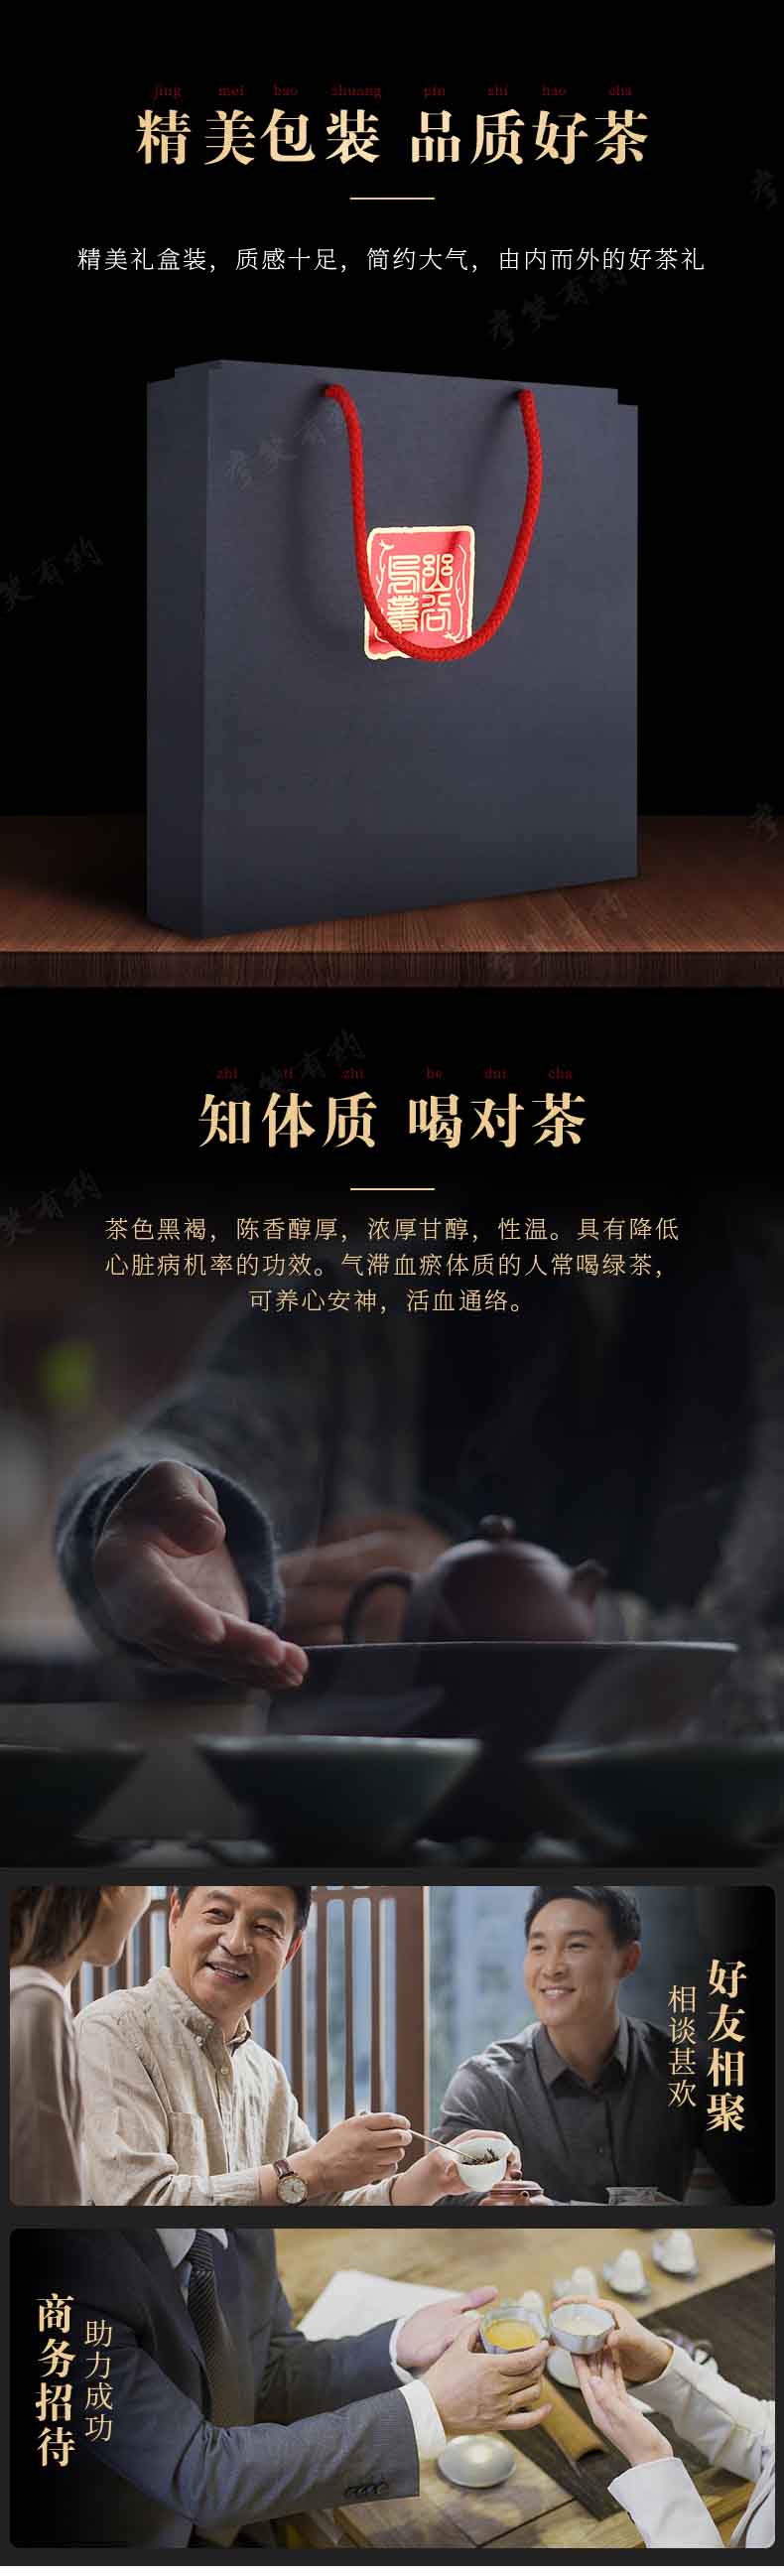 jing mei bao zhuang pin zhi hao cha
精美包装 品质好茶
精美礼盒装，质感十足，简约大气，由内而外的好茶礼
考笑有约
zhi ti zhi he dui cha
知体质 喝对茶
茶色黑褐，陈香醇厚，浓厚甘醇，性温。具有降低
心脏病机率的功效。气滞血瘀体质的人常喝绿茶，
可养心安神，活血通络。
好友相聚
相谈甚欢
商务招待
助力成功